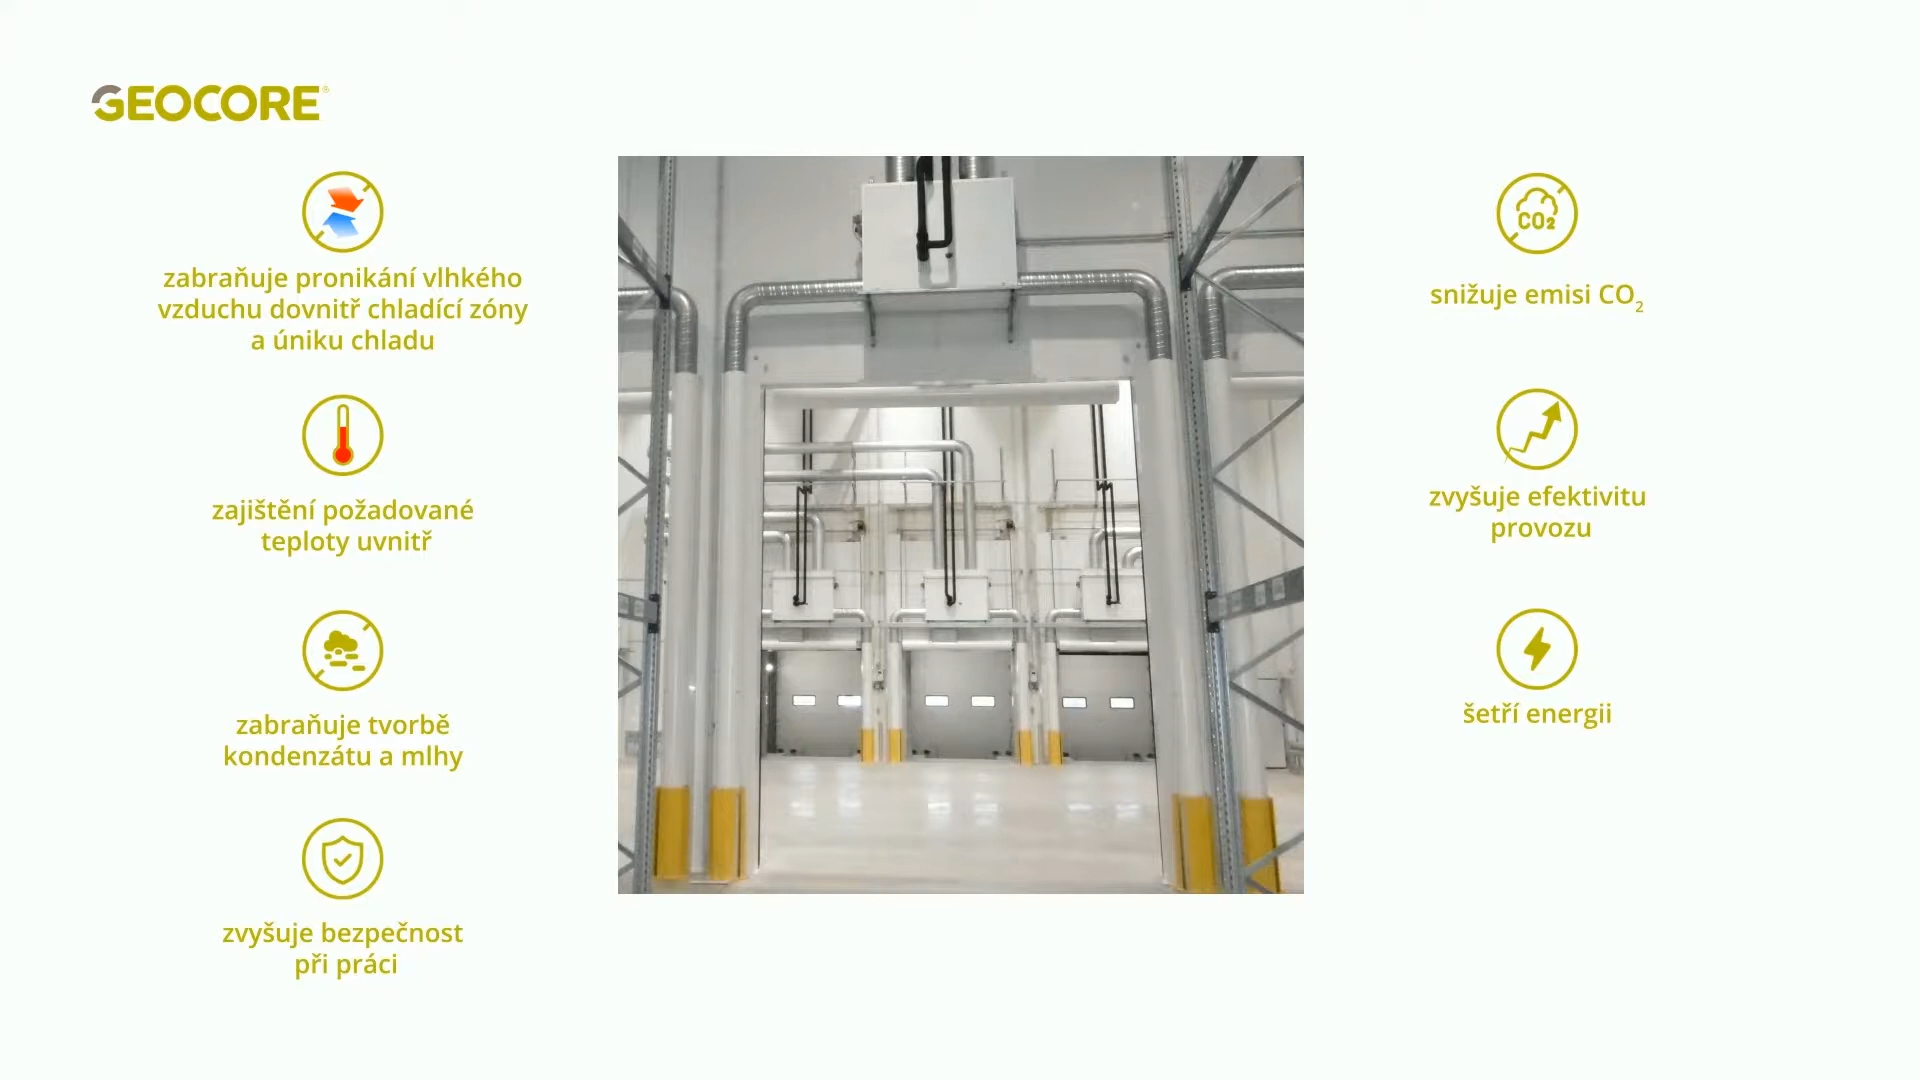 GEOCORE®
zabraňuje pronikání vlhkého
vzduchu dovnitř chladící zóny
a úniku chladu
zajištění požadované
teploty uvnitř
zabraňuje tvorbě
kondenzátu a mlhy
zvyšuje bezpečnost
při práci
CO2
snižuje emisi CO₂
zvyšuje efektivitu
provozu
šetří energii